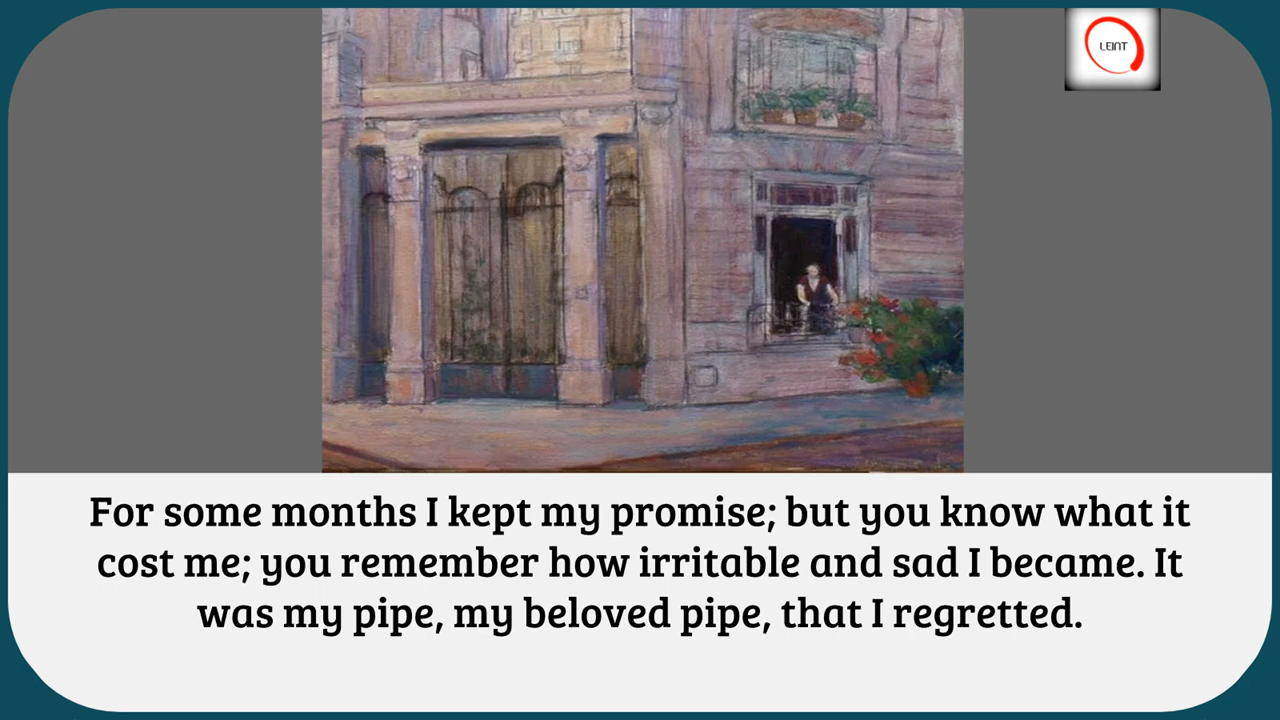 LEINT
For some months I kept my promise; but you know what it
cost me; you remember how irritable and sad I became. It
was my pipe, my beloved pipe, that I regretted.